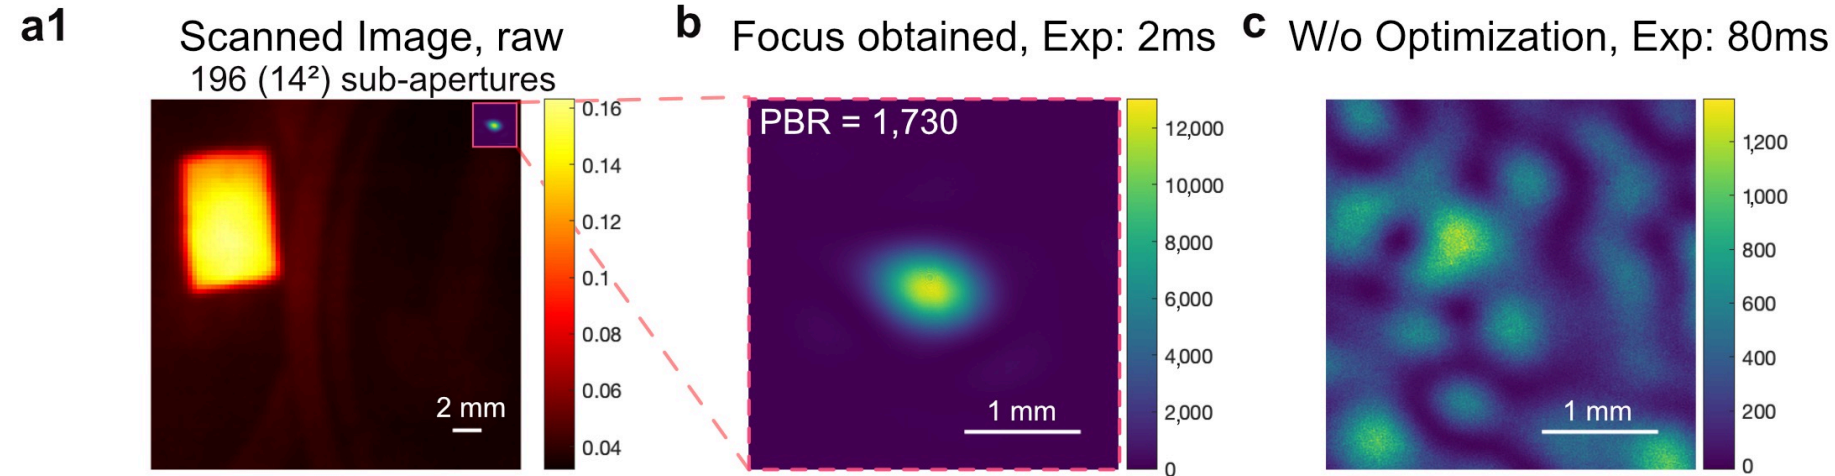 a1
Scanned Image, raw
196 (14²) sub-apertures
0.16
0.14
0.12
0.1
0.08
0.06
0.04
2 mm
b
Focus obtained, Exp: 2ms
PBR = 1,730
12,000
10,000
8,000
6,000
4,000
2,000
0
1 mm
c
W/o Optimization, Exp: 80ms
1200
1,000
800
600
400
200
0
1 mm